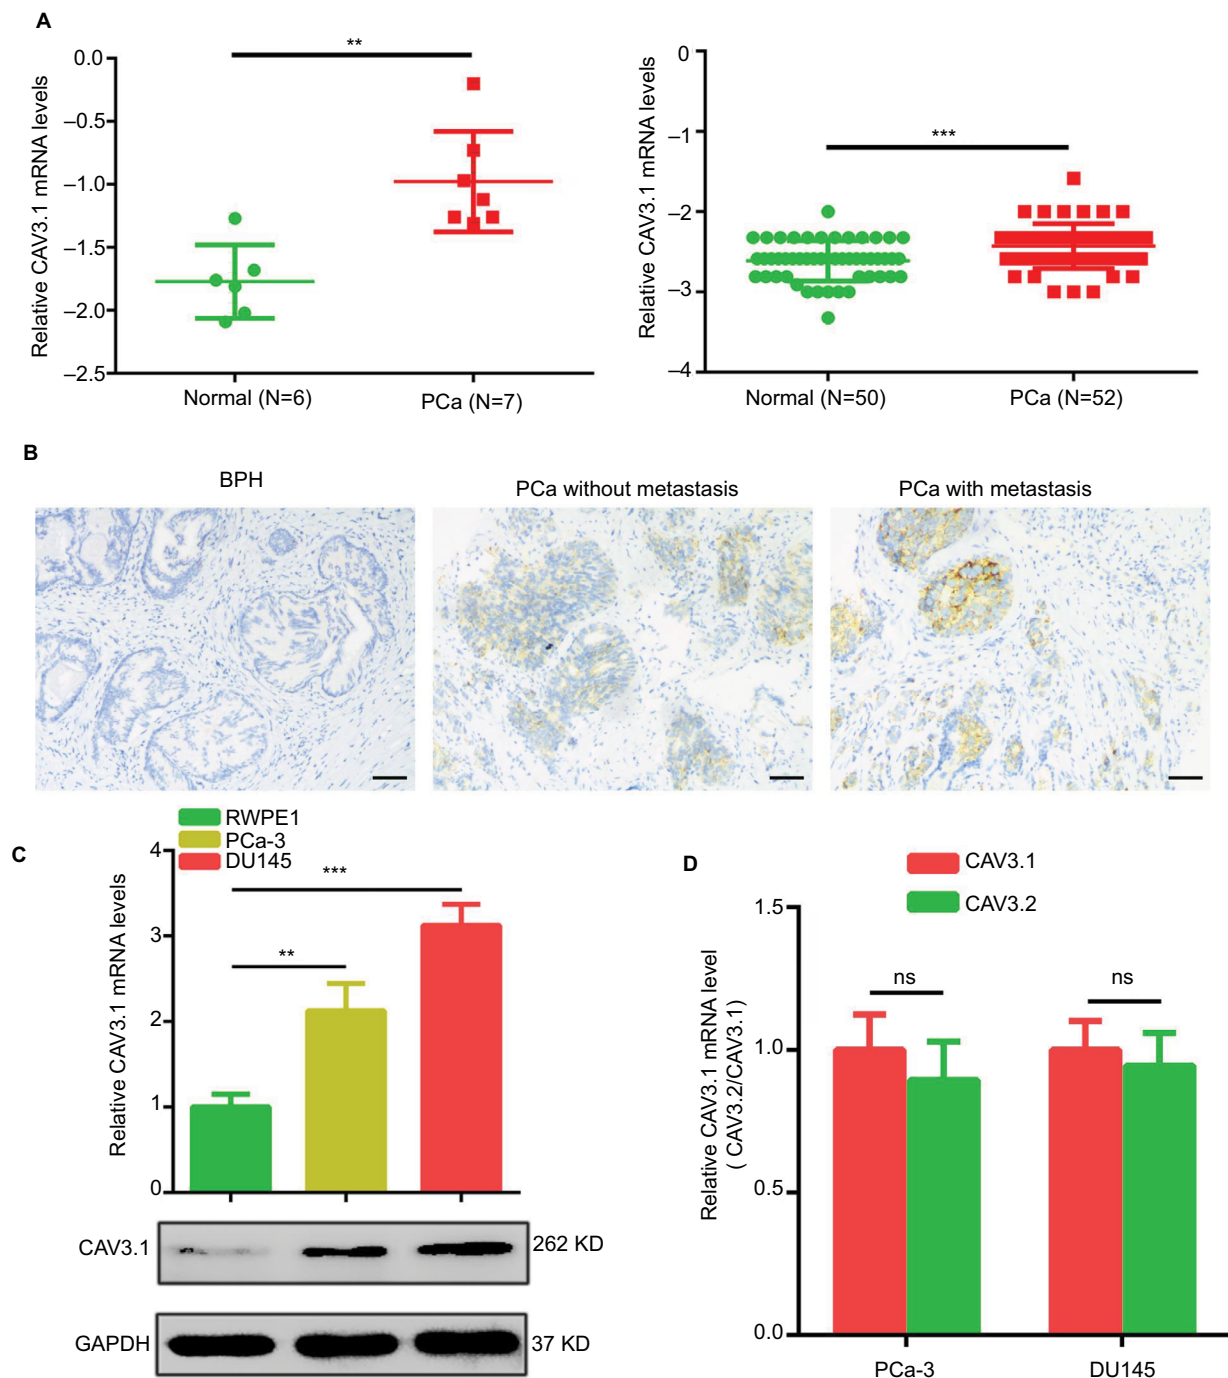 A
**
0.0
–0.5
–1.0
–1.5
–2.0
–2.5
Relative CAV3.1 mRNA levels
Normal (N=6)
PCa (N=7)
***
0
–1
–2
–3
–4
Relative CAV3.1 mRNA levels
Normal (N=50)
PCa (N=52)
B
BPH
PCa without metastasis
PCa with metastasis
C
RWPE1
PCa-3
DU145
***
**
4
3
2
1
0
Relative CAV3.1 mRNA levels
CAV3.1
262 KD
GAPDH
37 KD
D
CAV3.1
CAV3.2
ns
ns
1.5
1.0
0.5
0.0
Relative CAV3.1 mRNA level
( CAV3.2/CAV3.1)
PCa-3
DU145